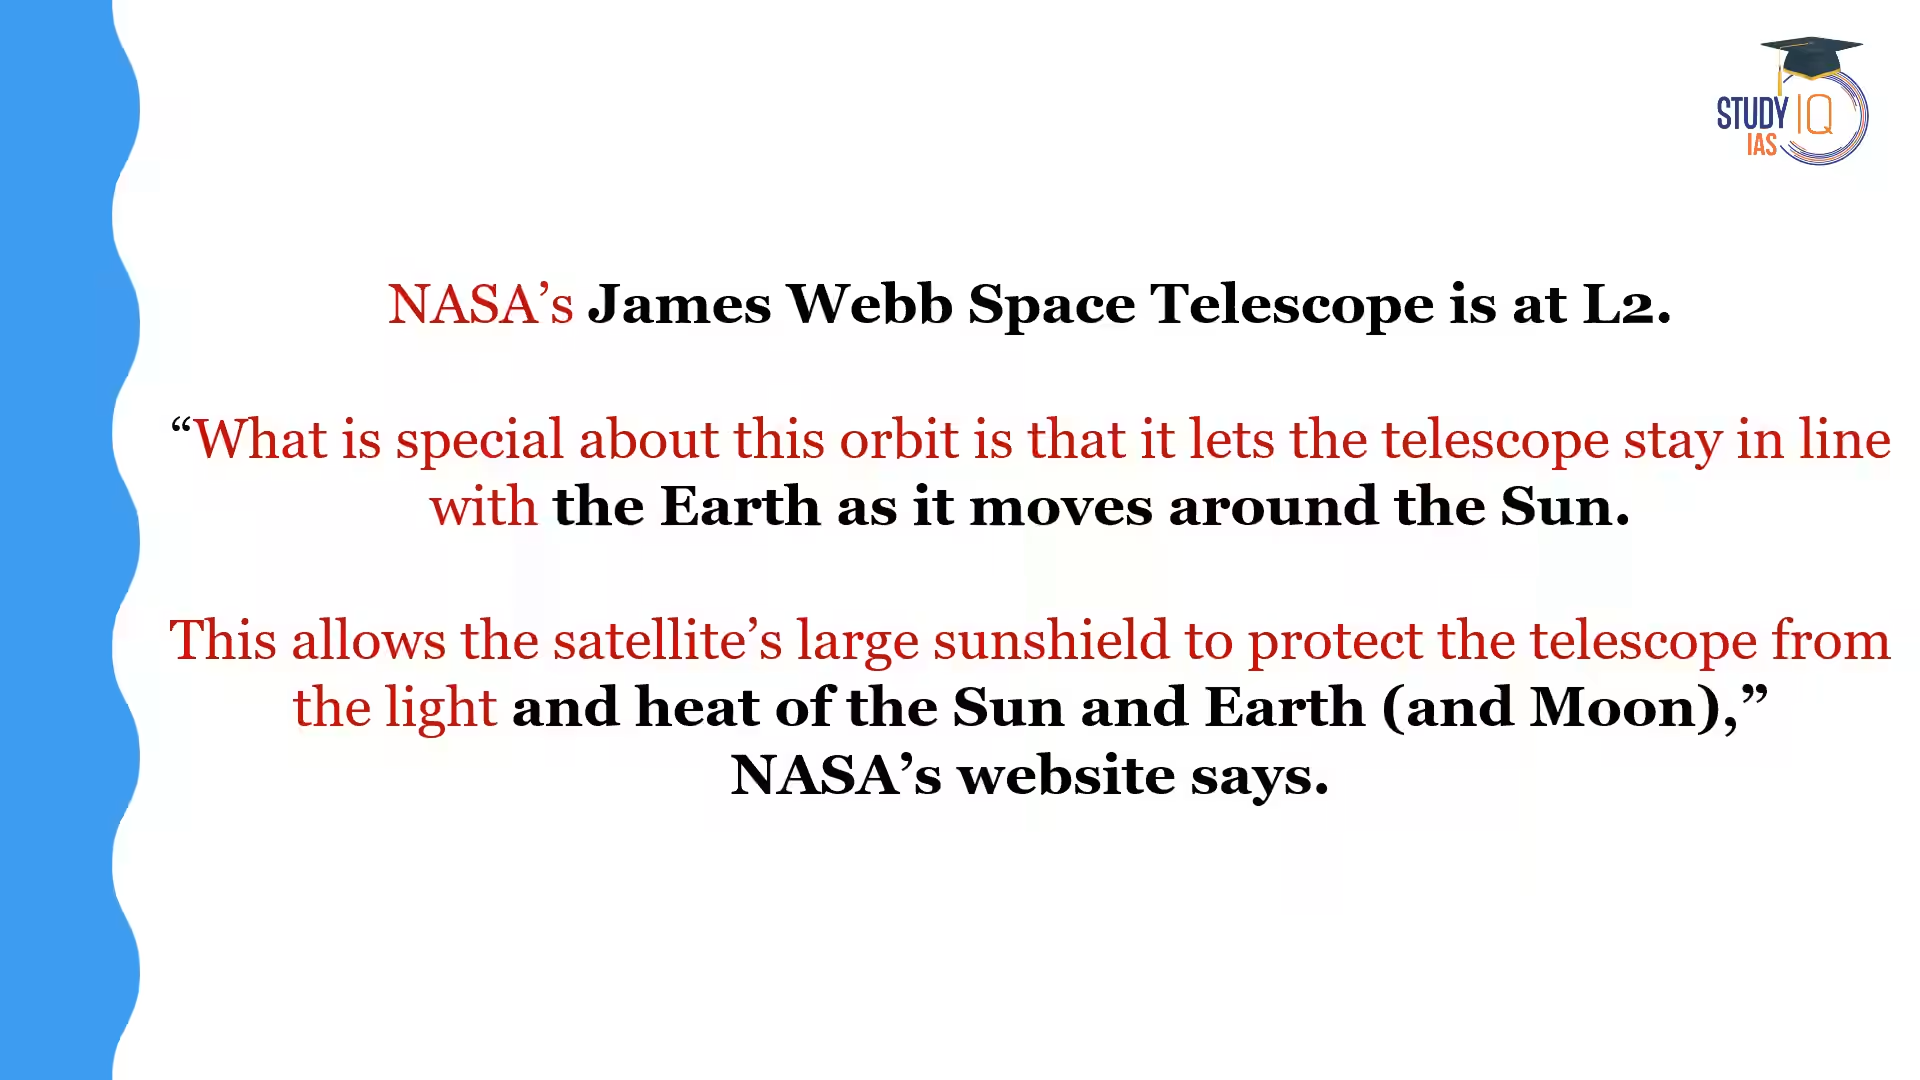 STUDY IQ
IAS
NASA’s James Webb Space Telescope is at L2.
“What is special about this orbit is that it lets the telescope stay in line
with the Earth as it moves around the Sun.
This allows the satellite’s large sunshield to protect the telescope from
the light and heat of the Sun and Earth (and Moon),”
NASA’s website says.